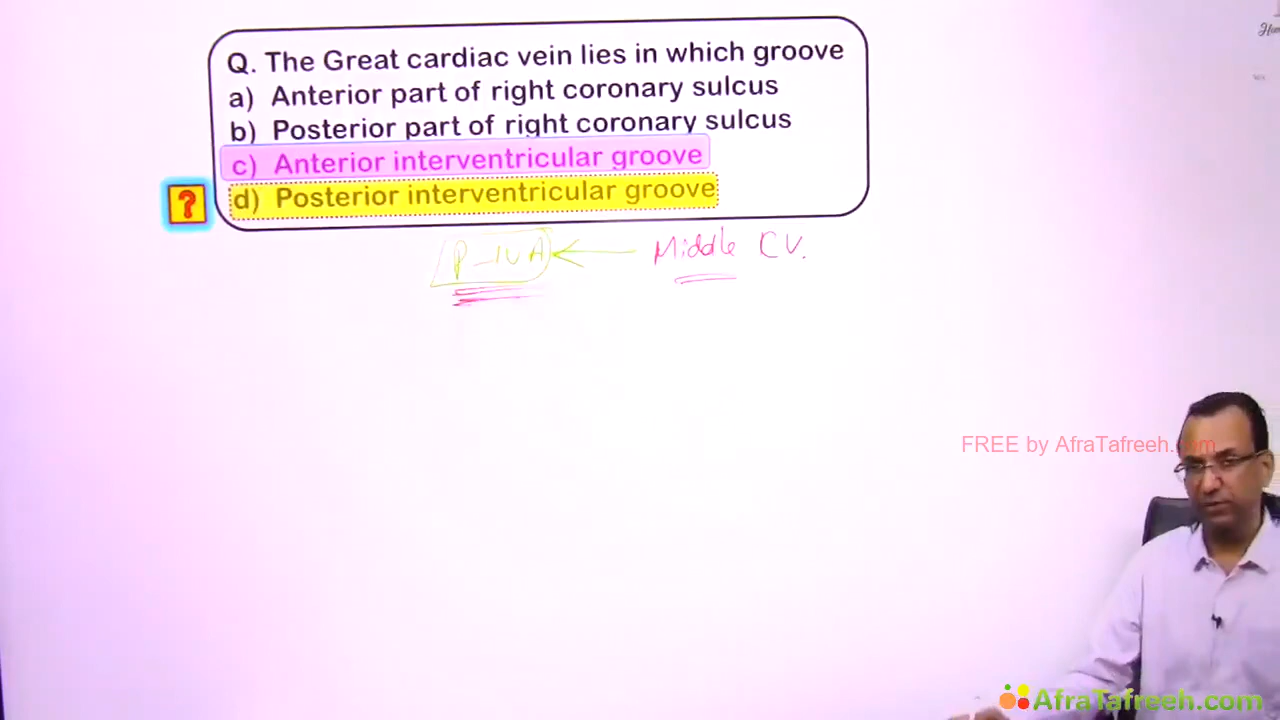 Q. The Great cardiac vein lies in which groove
a) Anterior part of right coronary sulcus
b) Posterior part of right coronary sulcus
c) Anterior interventricular groove
? d) Posterior interventricular groove
P-IVA ← Middle CV.
FREE by AfraTafreeh.com
AfraTafreeh.com